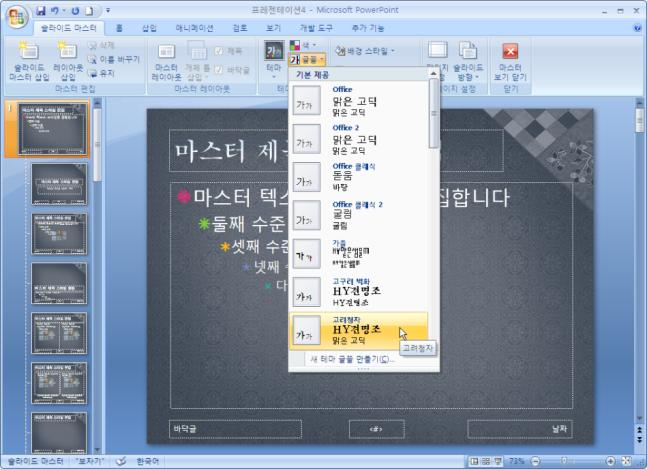 프레젠테이션4 - Microsoft PowerPoint
슬라이드 마스터 홈 삽입 애니메이션 검토 보기 개발 도구 추가 기능
슬라이드 마스터 삽입
레이아웃 삽입
삭제
이름 바꾸기
유지
마스터 편집
마스터 레이아웃
제목
바닥글
마스터 레이아웃
테마
색
글꼴
배경 스타일
슬라이드 방향
페이지 설정
마스터 보기 닫기
닫기
기본 제공
Office
맑은 고딕
맑은 고딕
Office 2
맑은 고딕
맑은 고딕
Office 클래식
돋움
바탕
Office 클래식 2
굴림
굴림
가을
고구려 벽화
HY견명조
HY견명조
고려청자
HY견명조
맑은 고딕
고려청자
새 테마 글꼴 만들기(C)...
마스터 제
마스터 텍
집합니다
둘째 수준
셋째 수준
넷째
다
바닥글
<#>
날짜
슬라이드 마스터 "보자기" 한국어 73%